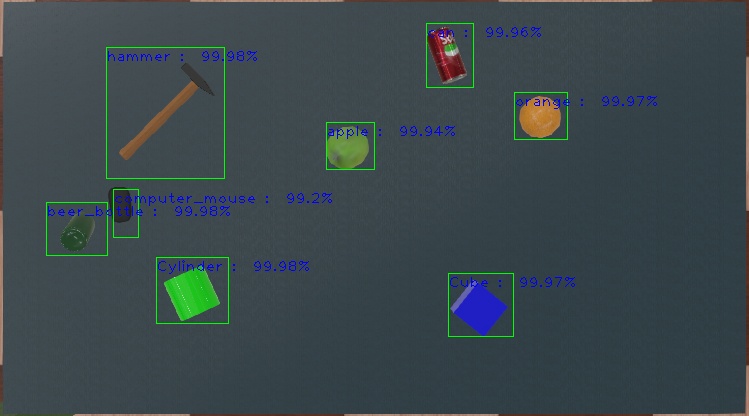 can : 99.96%
hammer : 99.98%
orange : 99.97%
apple : 99.94%
computer_mouse : 99.2%
beer_bottle : 99.98%
Cylinder : 99.98%
Cube : 99.97%